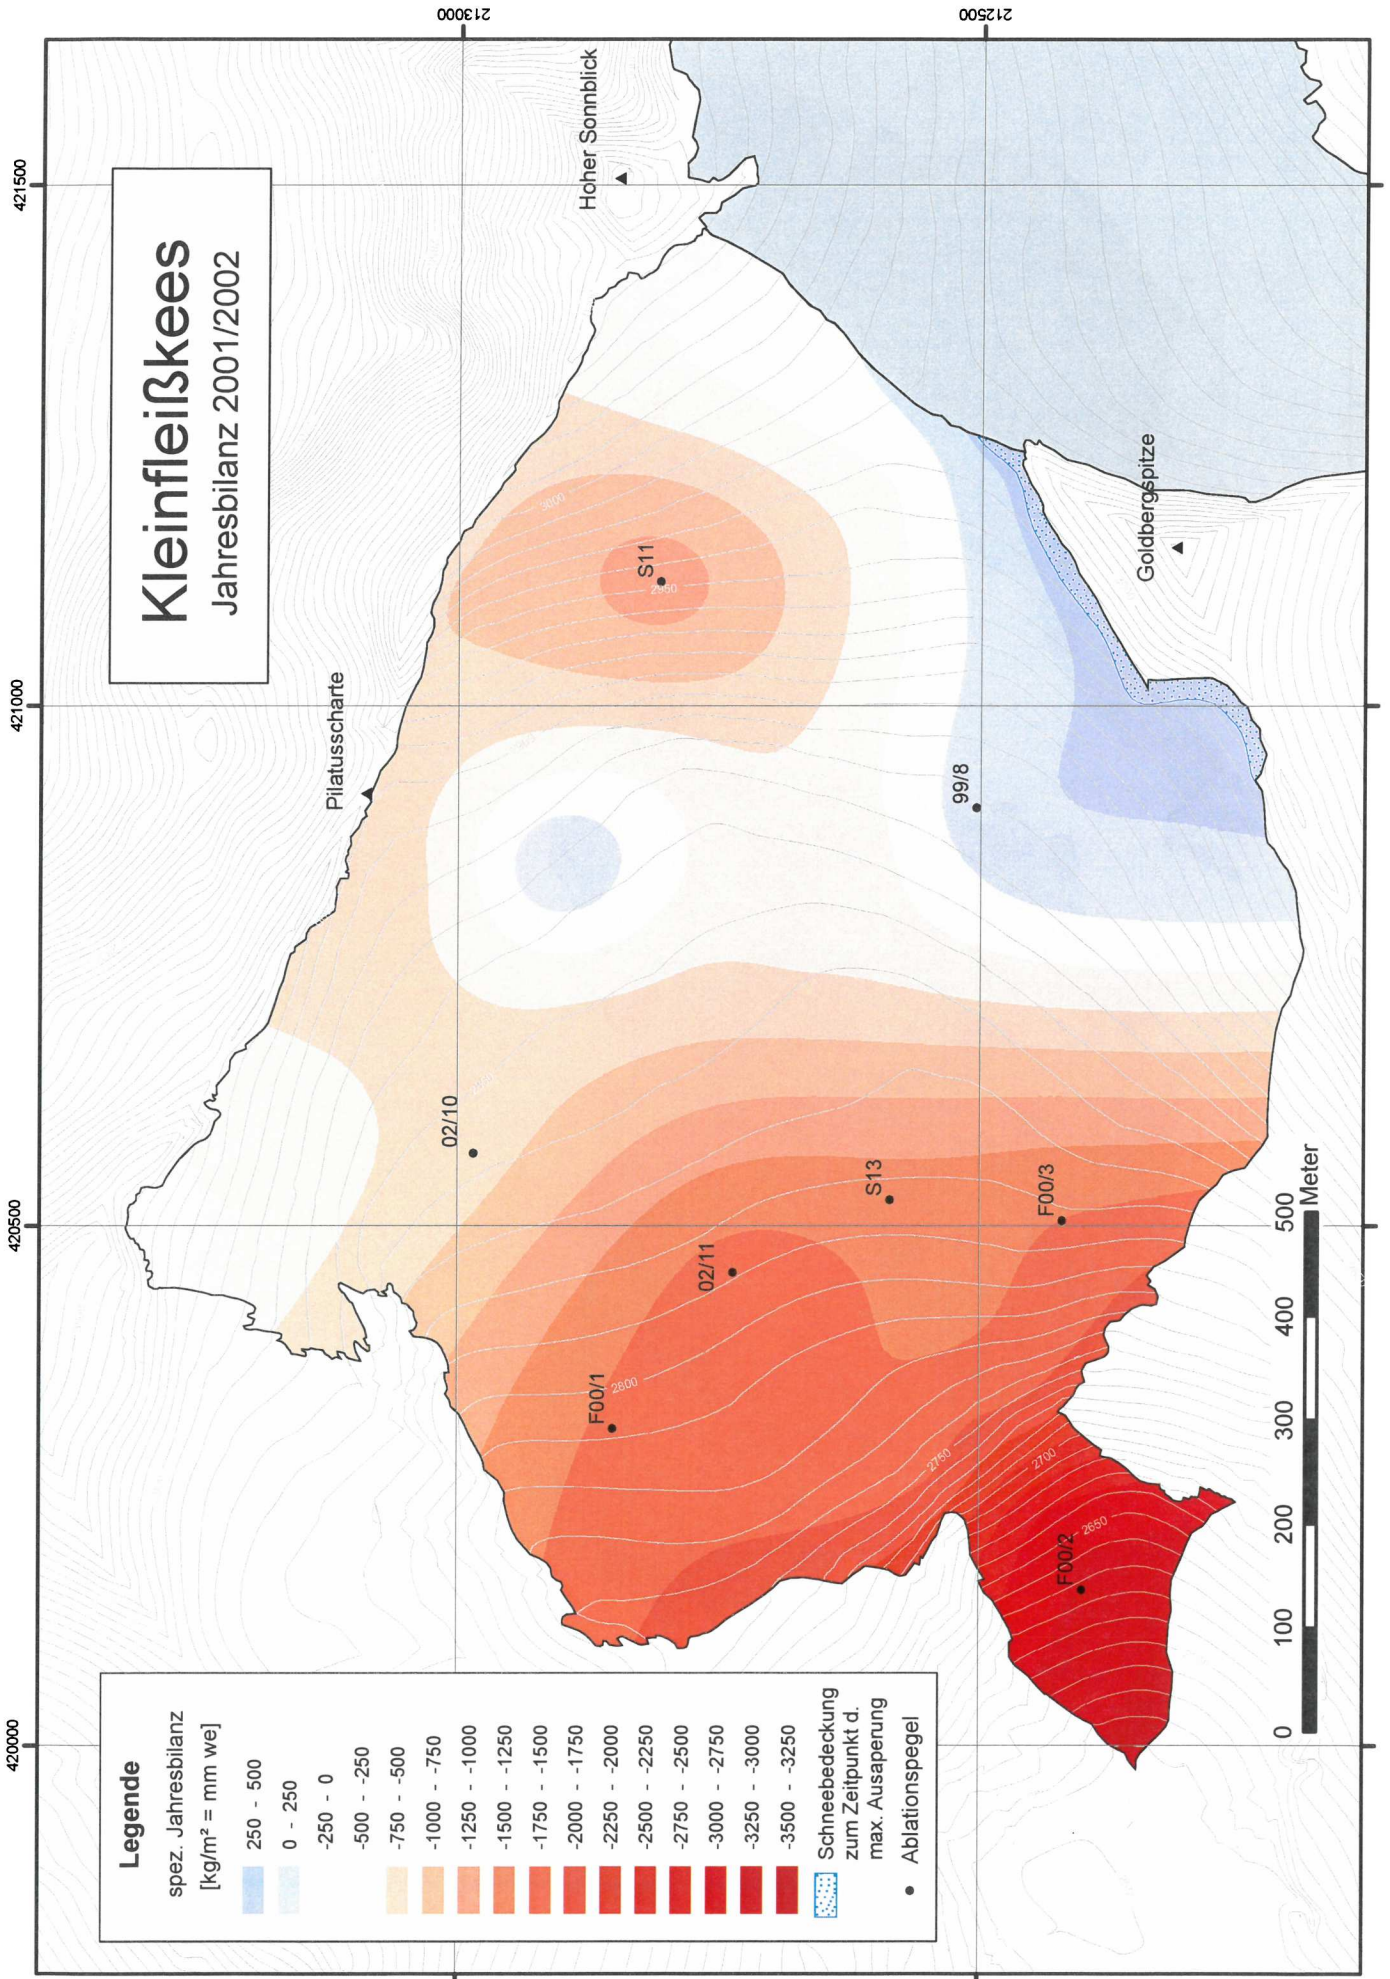 Kleinfleißkees
Jahresbilanz 2001/2002
420000
420500
421000
421500
213000
212500
Pilatusscharte
Hoher Sonnblick
Goldbergspitze
3000
S11
2950
99/8
02/10
S13
F00/3
02/11
F00/1
2800
2750
2700
2650
F00/2
Legende
spez. Jahresbilanz
[kg/m² = mm we]
250 - 500
0 - 250
-250 - 0
-500 - -250
-750 - -500
-1000 - -750
-1250 - -1000
-1500 - -1250
-1750 - -1500
-2000 - -1750
-2250 - -2000
-2500 - -2250
-2750 - -2500
-3000 - -2750
-3250 - -3000
-3500 - -3250
Schneebedeckung
zum Zeitpunkt d.
max. Ausaperung
Ablationspegel
0 100 200 300 400 500
Meter